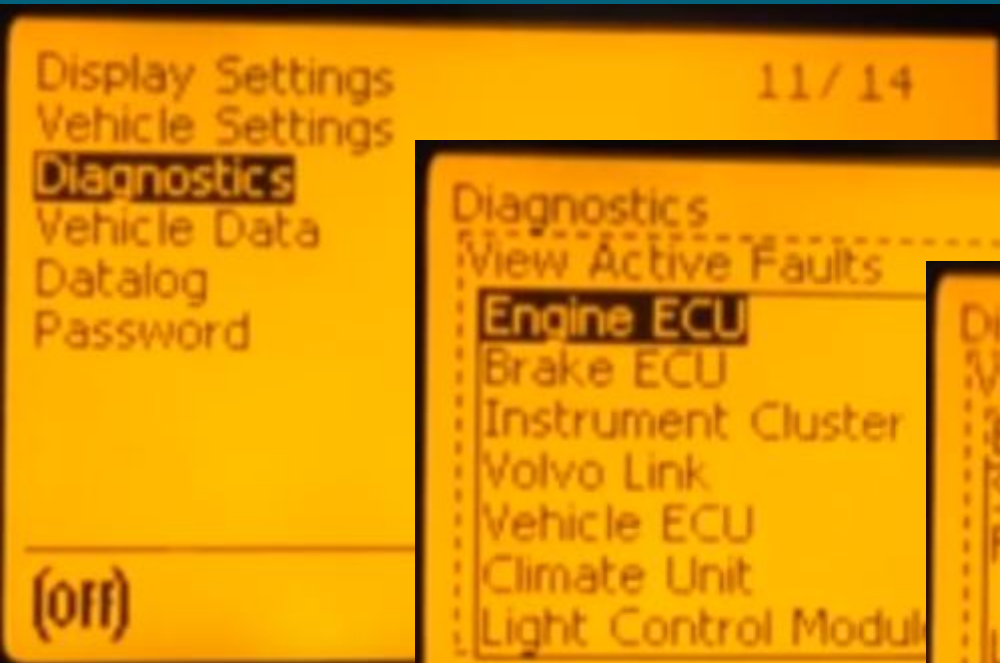 Display Settings
11/14
Vehicle Settings
Diagnostics
Vehicle Data
Datalog
Password
(OFF)
Diagnostics
View Active Faults
Engine ECU
Brake ECU
Instrument Cluster
Volvo Link
Vehicle ECU
Climate Unit
Light Control